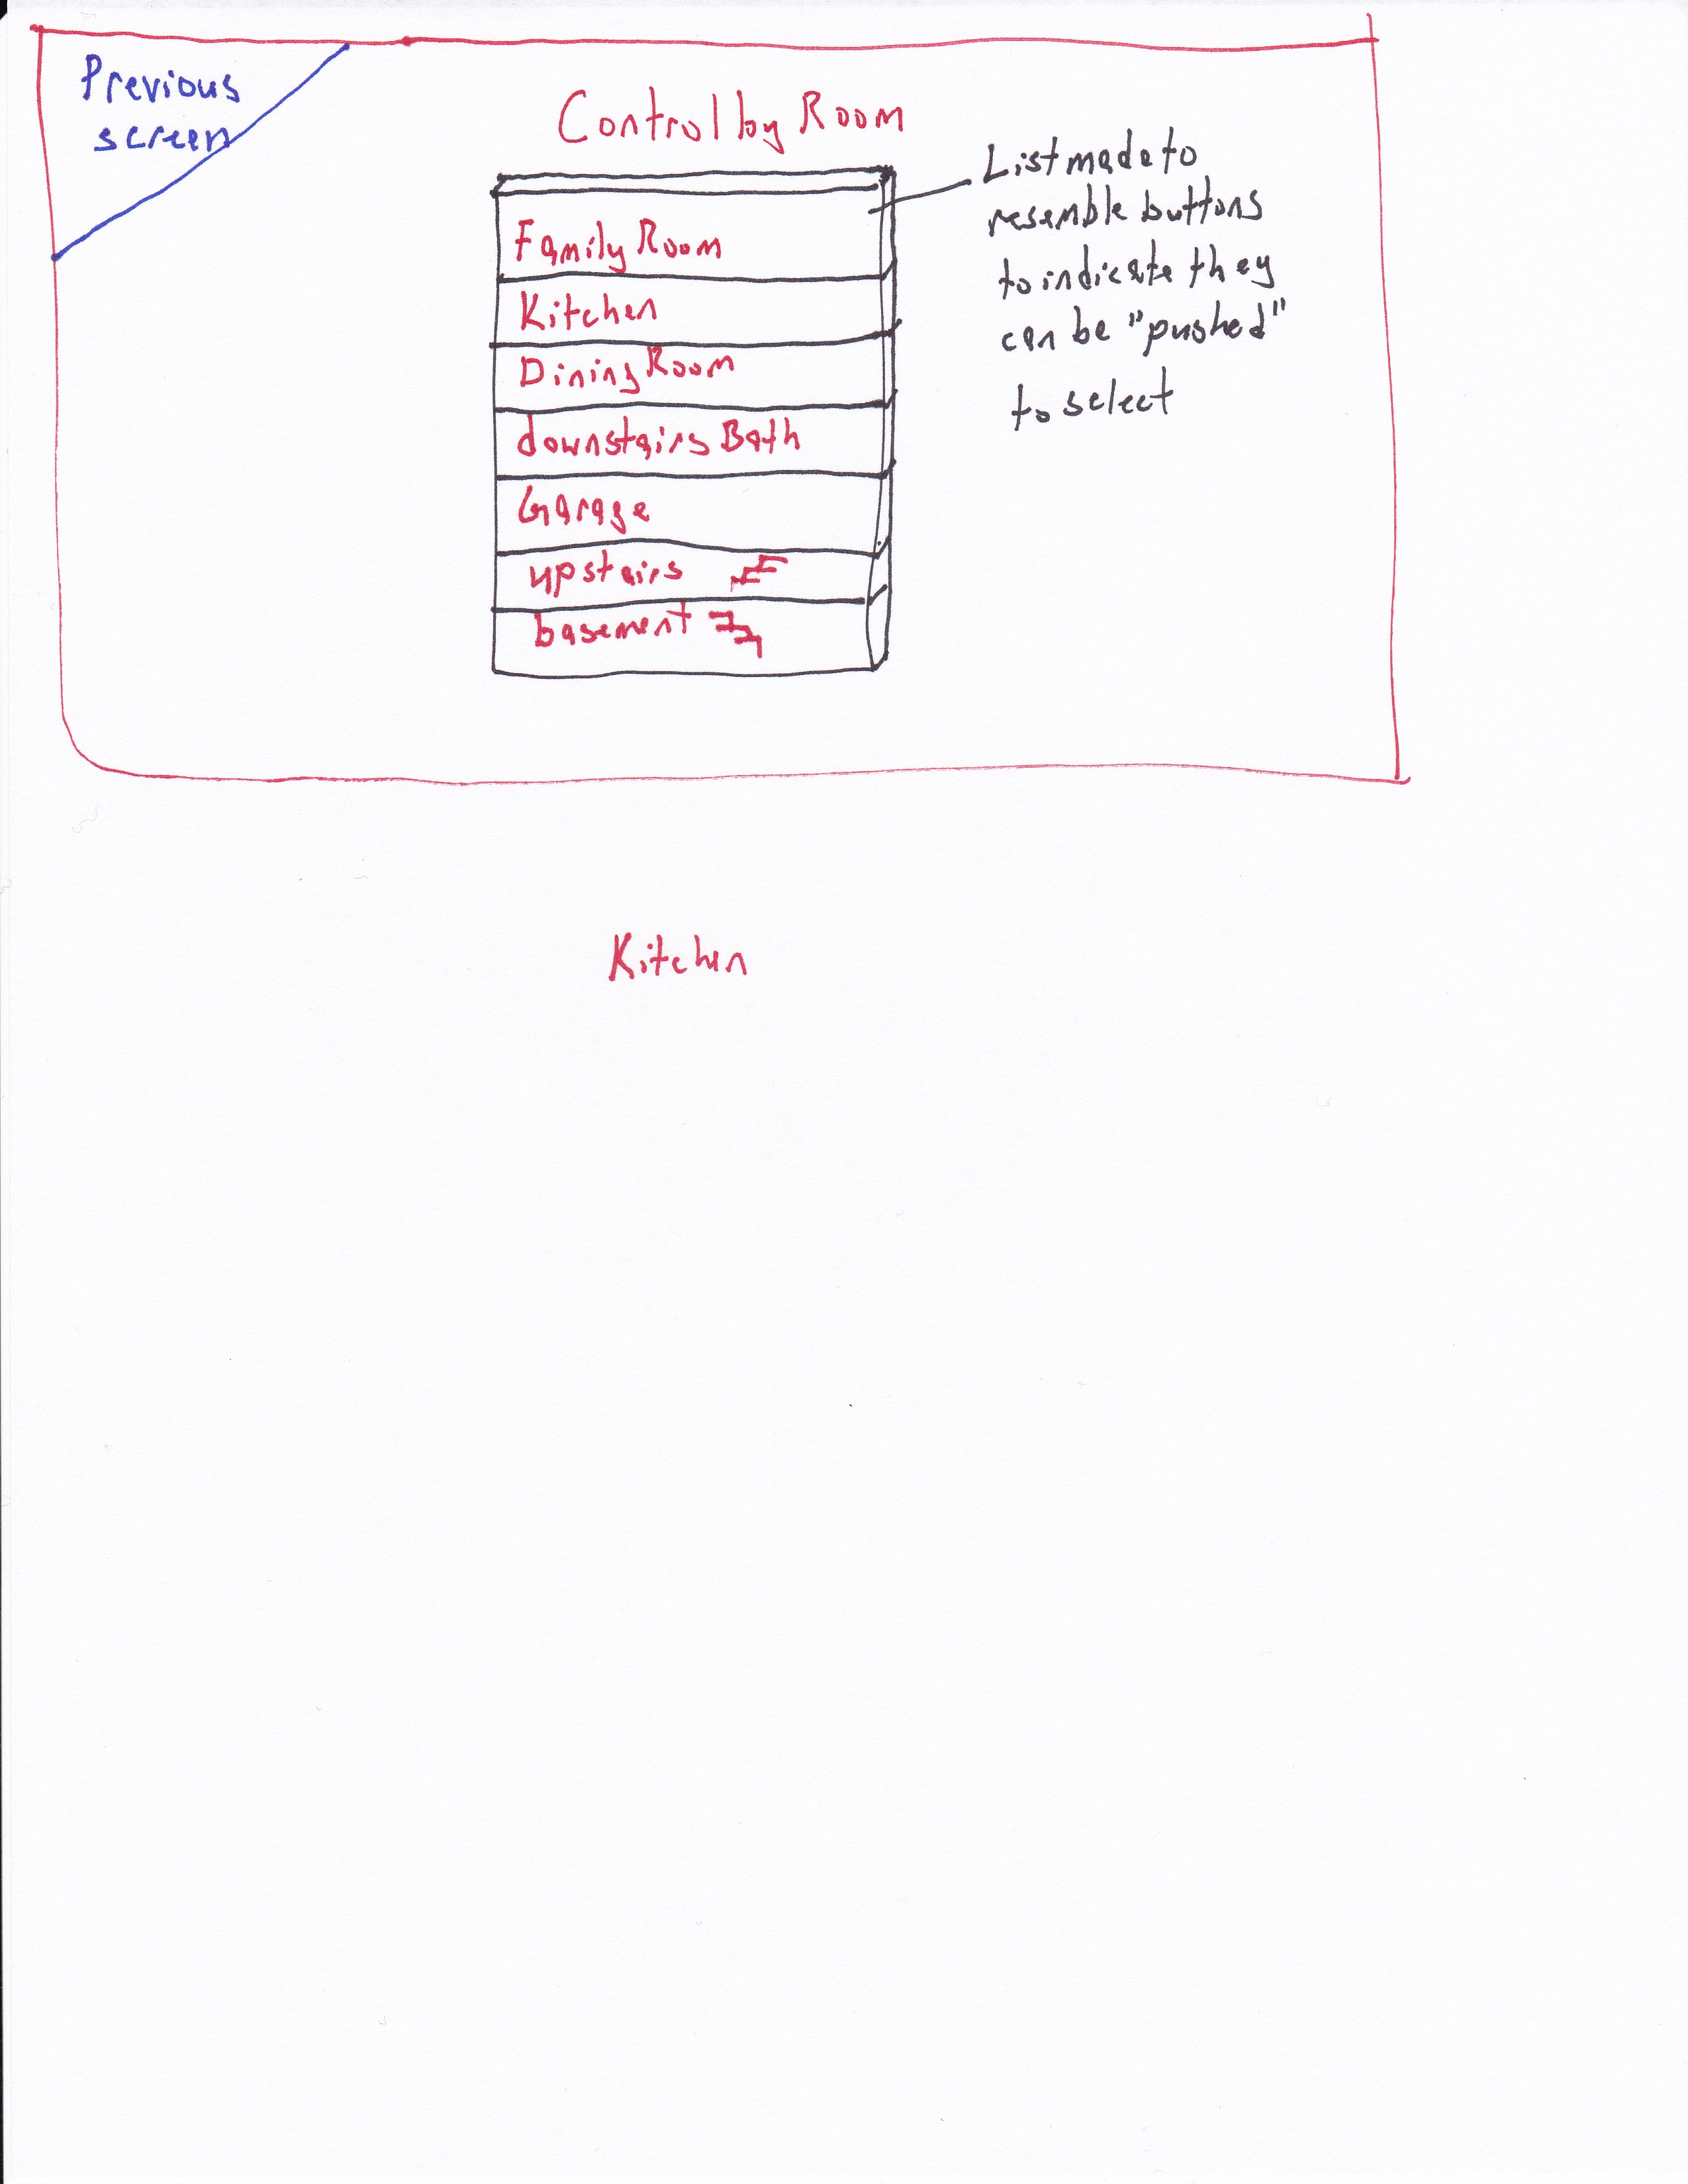 Previous
screen
Control by Room
List made to
resemble buttons
to indicate they
can be "pushed"
to select
Family Room
Kitchen
Dining Room
downstairs Bath
Garage
upstairs
basement
Kitchen